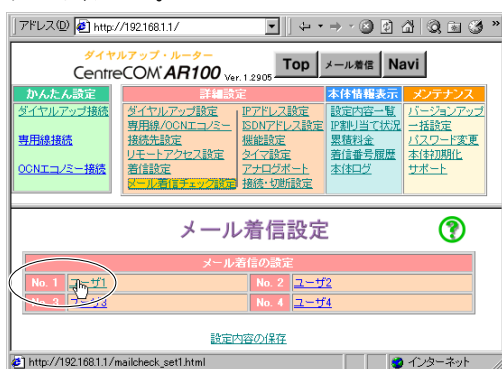 アドレス(D) http://192.168.1.1/
ダイヤルアップ・ルーター
CentreCOM AR100 Ver. 1.2905 Top メール着信 Navi
かんたん設定 詳細設定 本体情報表示 メンテナンス
ダイヤルアップ接続 ダイヤルアップ設定 IPアドレス設定 設定内容一覧 バージョンアップ
専用線/OCNエコノミー ISDNアドレス設定 IP割り当て状況 一括設定
専用線接続 接続先設定 機能設定 累積料金 パスワード変更
リモートアクセス設定 タイマ設定 着信番号履歴 本体初期化
OCNエコノミー接続 着信設定 アナログポート 本体ログ サポート
メール着信チェック設定 接続・切断設定
メール着信設定 ?
メール着信の設定
No. 1 ユーザ1 No. 2 ユーザ2
No. 3 ユーザ3 No. 4 ユーザ4
設定内容の保存
http://192.168.1.1/mailcheck_set1.html インターネット